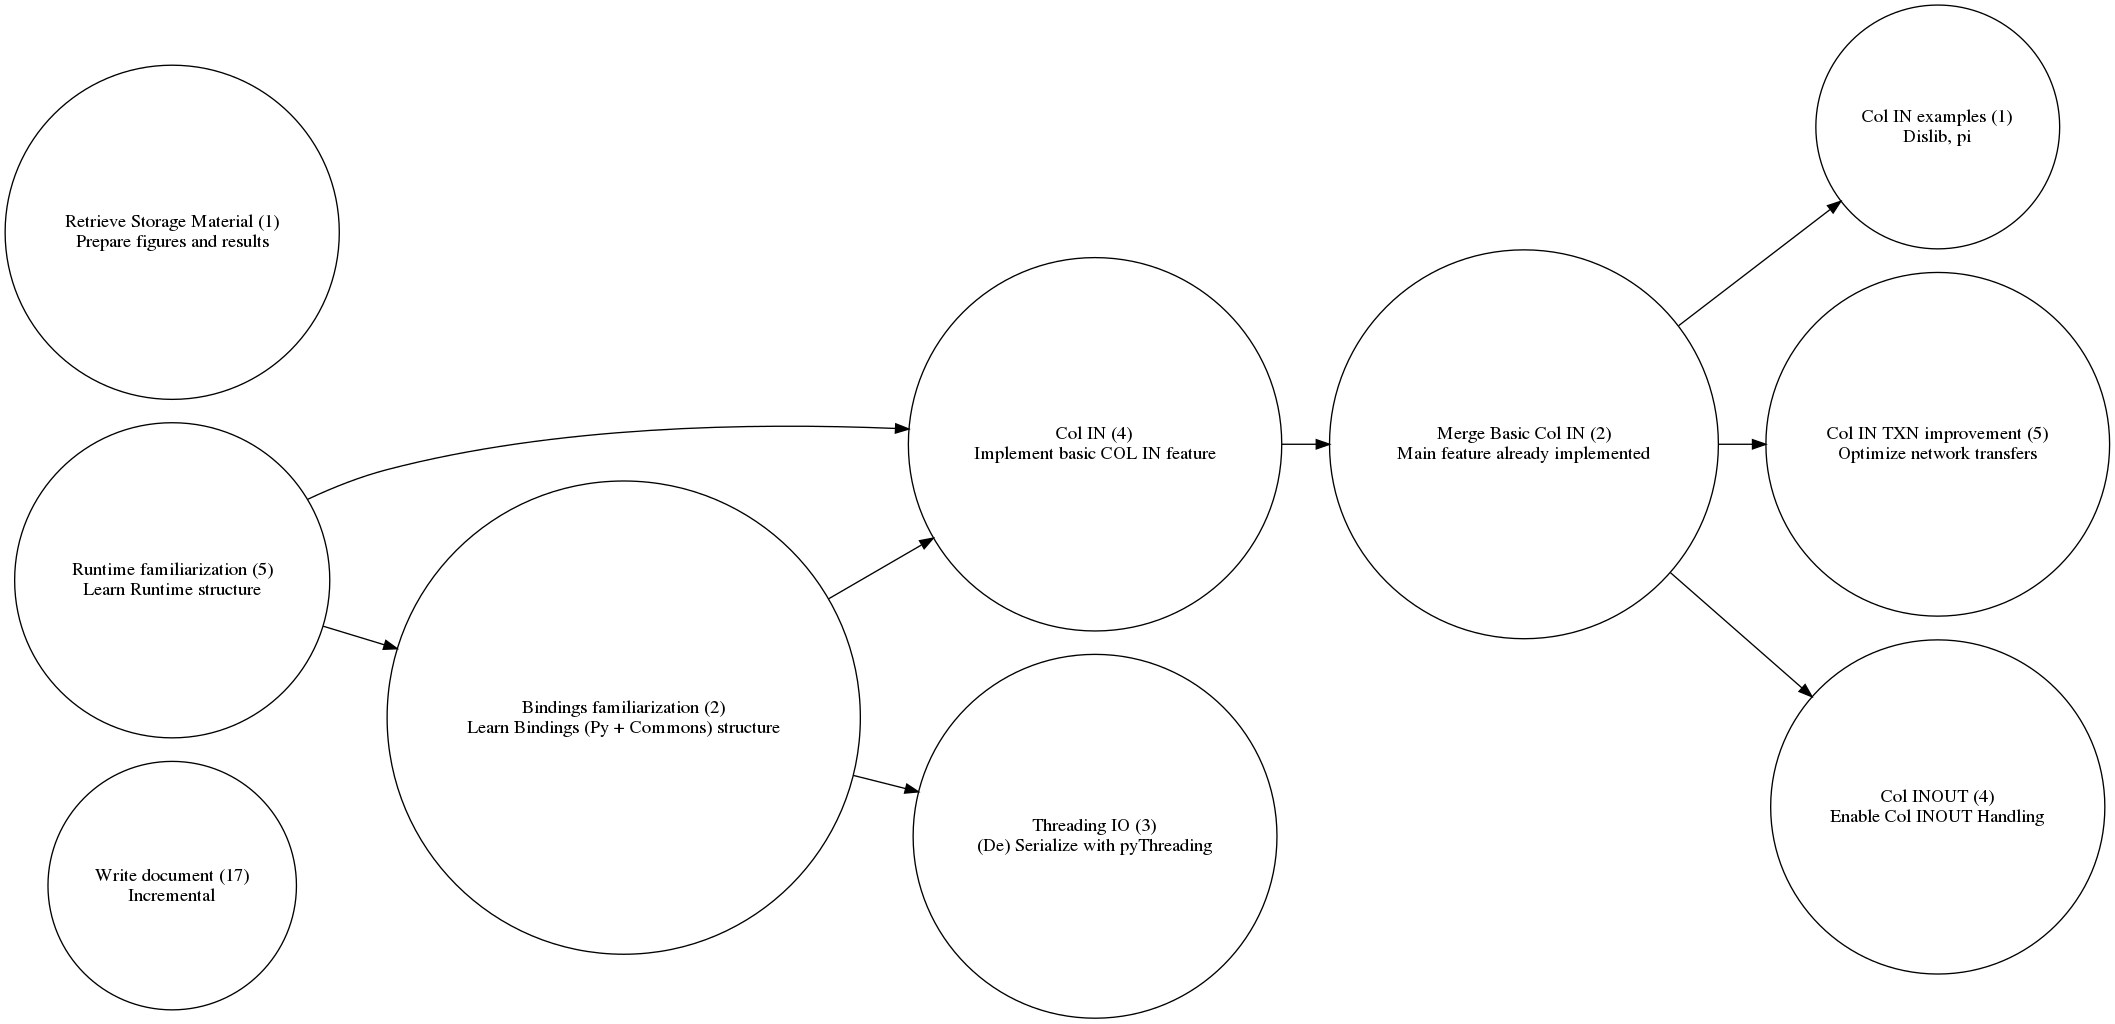 Retrieve Storage Material (1)
Prepare figures and results
Runtime familiarization (5)
Learn Runtime structure
Write document (17)
Incremental
Bindings familiarization (2)
Learn Bindings (Py + Commons) structure
Col IN (4)
Implement basic COL IN feature
Threading IO (3)
(De) Serialize with pyThreading
Merge Basic Col IN (2)
Main feature already implemented
Col IN examples (1)
Dislib, pi
Col IN TXN improvement (5)
Optimize network transfers
Col INOUT (4)
Enable Col INOUT Handling